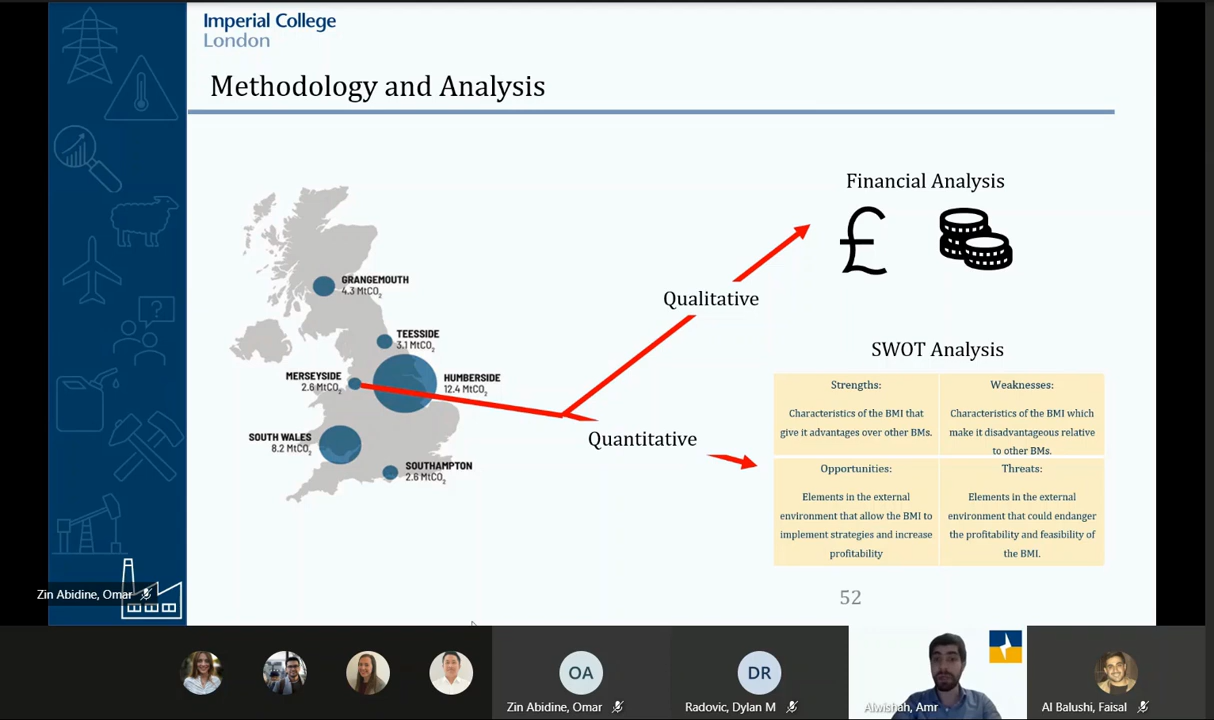 Imperial College
London
Methodology and Analysis
GRANGEMOUTH
4.3 MtCO₂
TEESSIDE
3.1 MtCO₂
MERSEYSIDE
2.6 MtCO₂
HUMBERSIDE
12.4 MtCO₂
SOUTH WALES
8.2 MtCO₂
SOUTHAMPTON
2.6 MtCO₂
Qualitative
Quantitative
Financial Analysis
£
SWOT Analysis
Strengths:
Characteristics of the BMI that
give it advantages over other BMs.
Weaknesses:
Characteristics of the BMI which
make it disadvantageous relative
to other BMs.
Opportunities:
Elements in the external
environment that allow the BMI to
implement strategies and increase
profitability
Threats:
Elements in the external
environment that could endanger
the profitability and feasibility of
the BMI.
52
?
Zin Abidine, Omar
OA
Zin Abidine, Omar
DR
Radovic, Dylan M
Alwishah, Amr
Al Balushi, Faisal